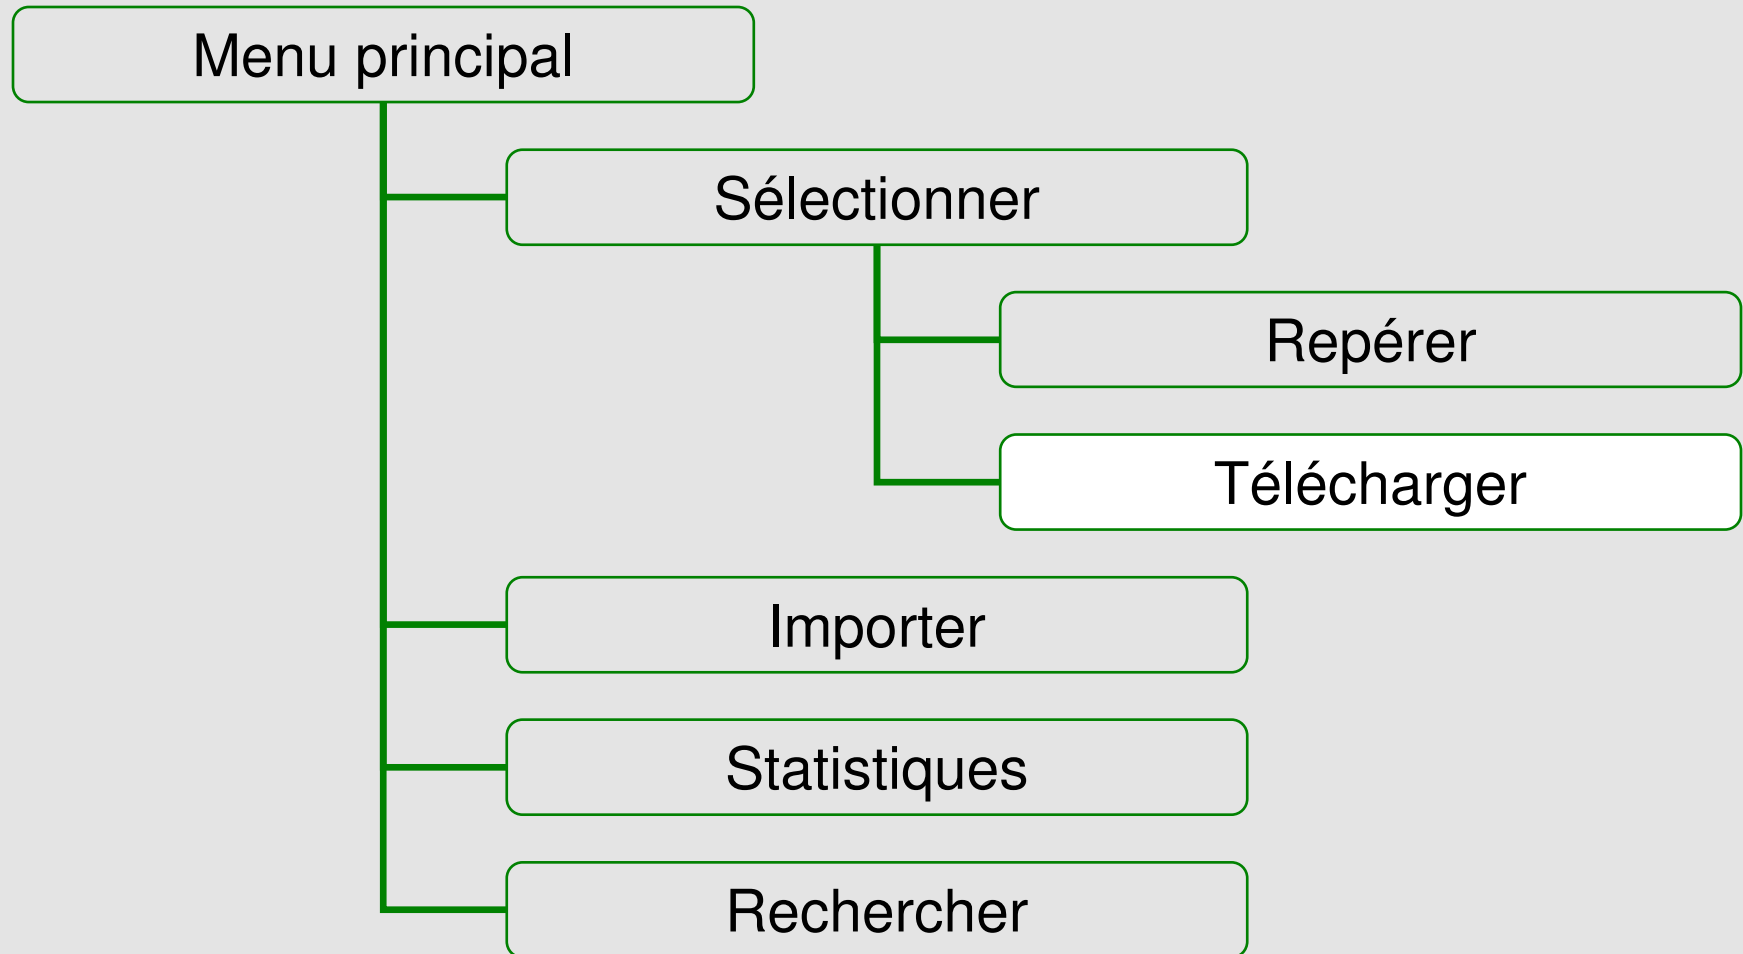 Menu principal
Sélectionner
Repérer
Télécharger
Importer
Statistiques
Rechercher